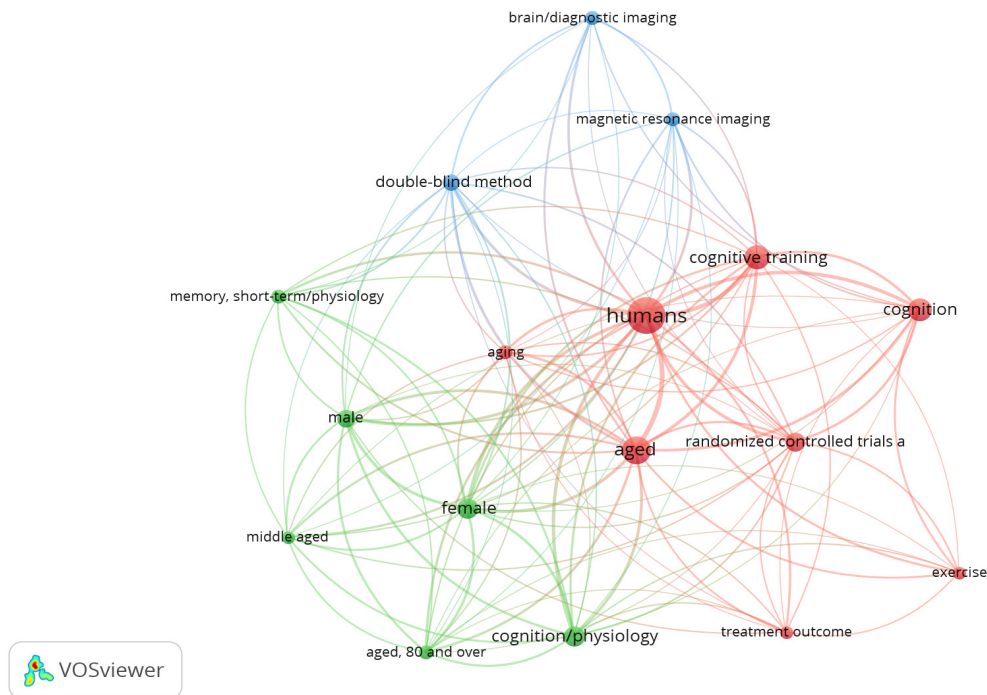 brain/diagnostic imaging
magnetic resonance imaging
double-blind method
cognitive training
memory, short-term/physiology
cognition
humans
aging
male
randomized controlled trials a
aged
female
middle aged
exercise
treatment outcome
cognition/physiology
aged, 80 and over
VOSviewer